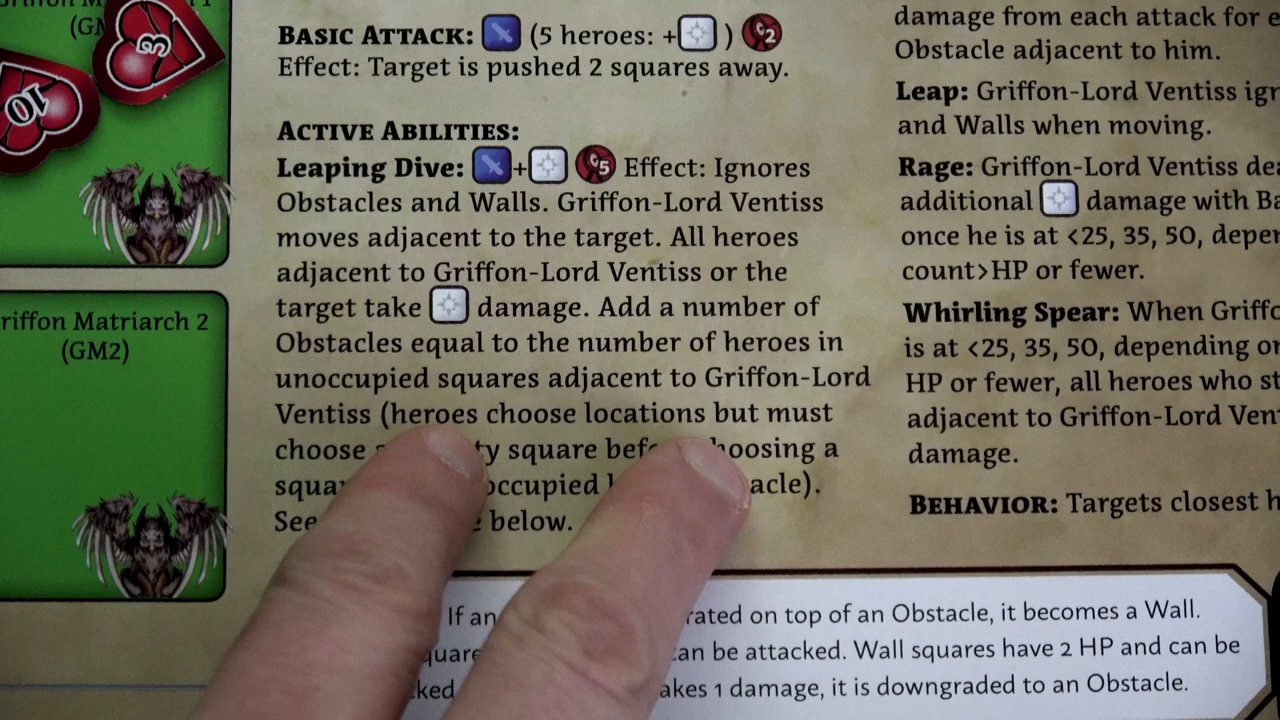 (GM
3
10
riffon Matriarch 2
(GM2)
BASIC ATTACK: (5 heroes: + ) 2
Effect: Target is pushed 2 squares away.
ACTIVE ABILITIES:
Leaping Dive: + 5 Effect: Ignores
Obstacles and Walls. Griffon-Lord Ventiss
moves adjacent to the target. All heroes
adjacent to Griffon-Lord Ventiss or the
target take damage. Add a number of
Obstacles equal to the number of heroes in
unoccupied squares adjacent to Griffon-Lord
Ventiss (heroes choose locations but must
choose ty square bef hoosing a
squa occupied acle).
See below.
damage from each attack for e
Obstacle adjacent to him.
Leap: Griffon-Lord Ventiss ign
and Walls when moving.
Rage: Griffon-Lord Ventiss dea
additional damage with Ba
once he is at <25, 35, 50, depen
count>HP or fewer.
Whirling Spear: When Griffo
is at <25, 35, 50, depending on
HP or fewer, all heroes who st
adjacent to Griffon-Lord Ven
damage.
BEHAVIOR: Targets closest h
If an rated on top of an Obstacle, it becomes a Wall.
quare can be attacked. Wall squares have 2 HP and can be
ked akes 1 damage, it is downgraded to an Obstacle.